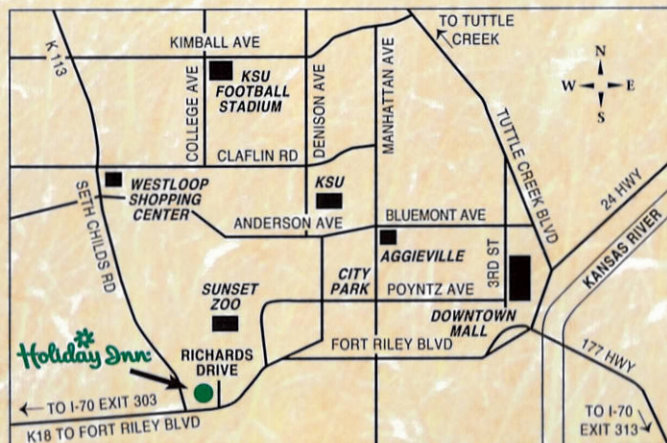 TO TUTTLE
CREEK
KIMBALL AVE
K 113
N
W
E
S
COLLEGE AVE
KSU
FOOTBALL
STADIUM
DENISON AVE
MANHATTAN AVE
TUTTLE CREEK BLVD
CLAFLIN RD
24 HWY
KANSAS RIVER
SETH CHILDS RD
WESTLOOP
SHOPPING
CENTER
KSU
ANDERSON AVE
BLUEMONT AVE
AGGIEVILLE
3RD ST
CITY
PARK
POYNTZ AVE
SUNSET
ZOO
DOWNTOWN
MALL
FORT RILEY BLVD
Holiday Inn
RICHARDS
DRIVE
177 HWY
TO I-70 EXIT 303
K18 TO FORT RILEY BLVD
TO I-70
EXIT 313